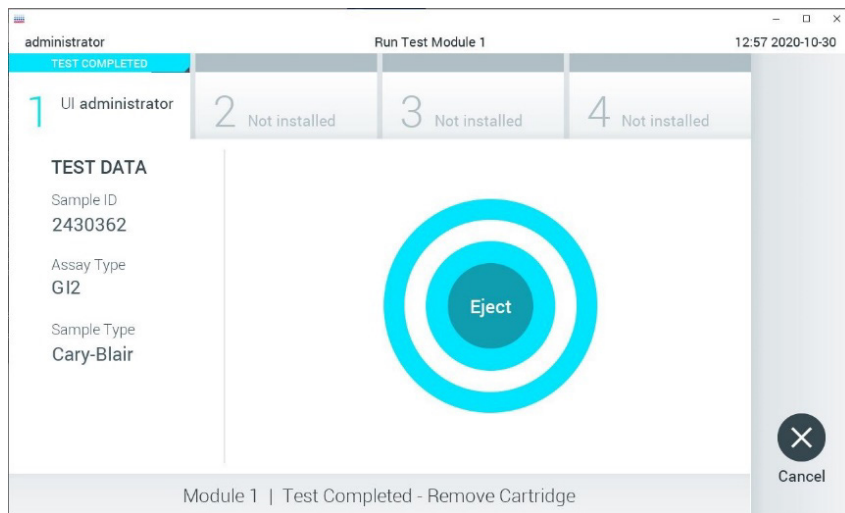 administrator Run Test Module 1 12:57 2020-10-30
TEST COMPLETED
1 UI administrator
2 Not installed
3 Not installed
4 Not installed
TEST DATA
Sample ID
2430362
Assay Type
GI2
Sample Type
Cary-Blair
Eject
Cancel
Module 1 | Test Completed - Remove Cartridge